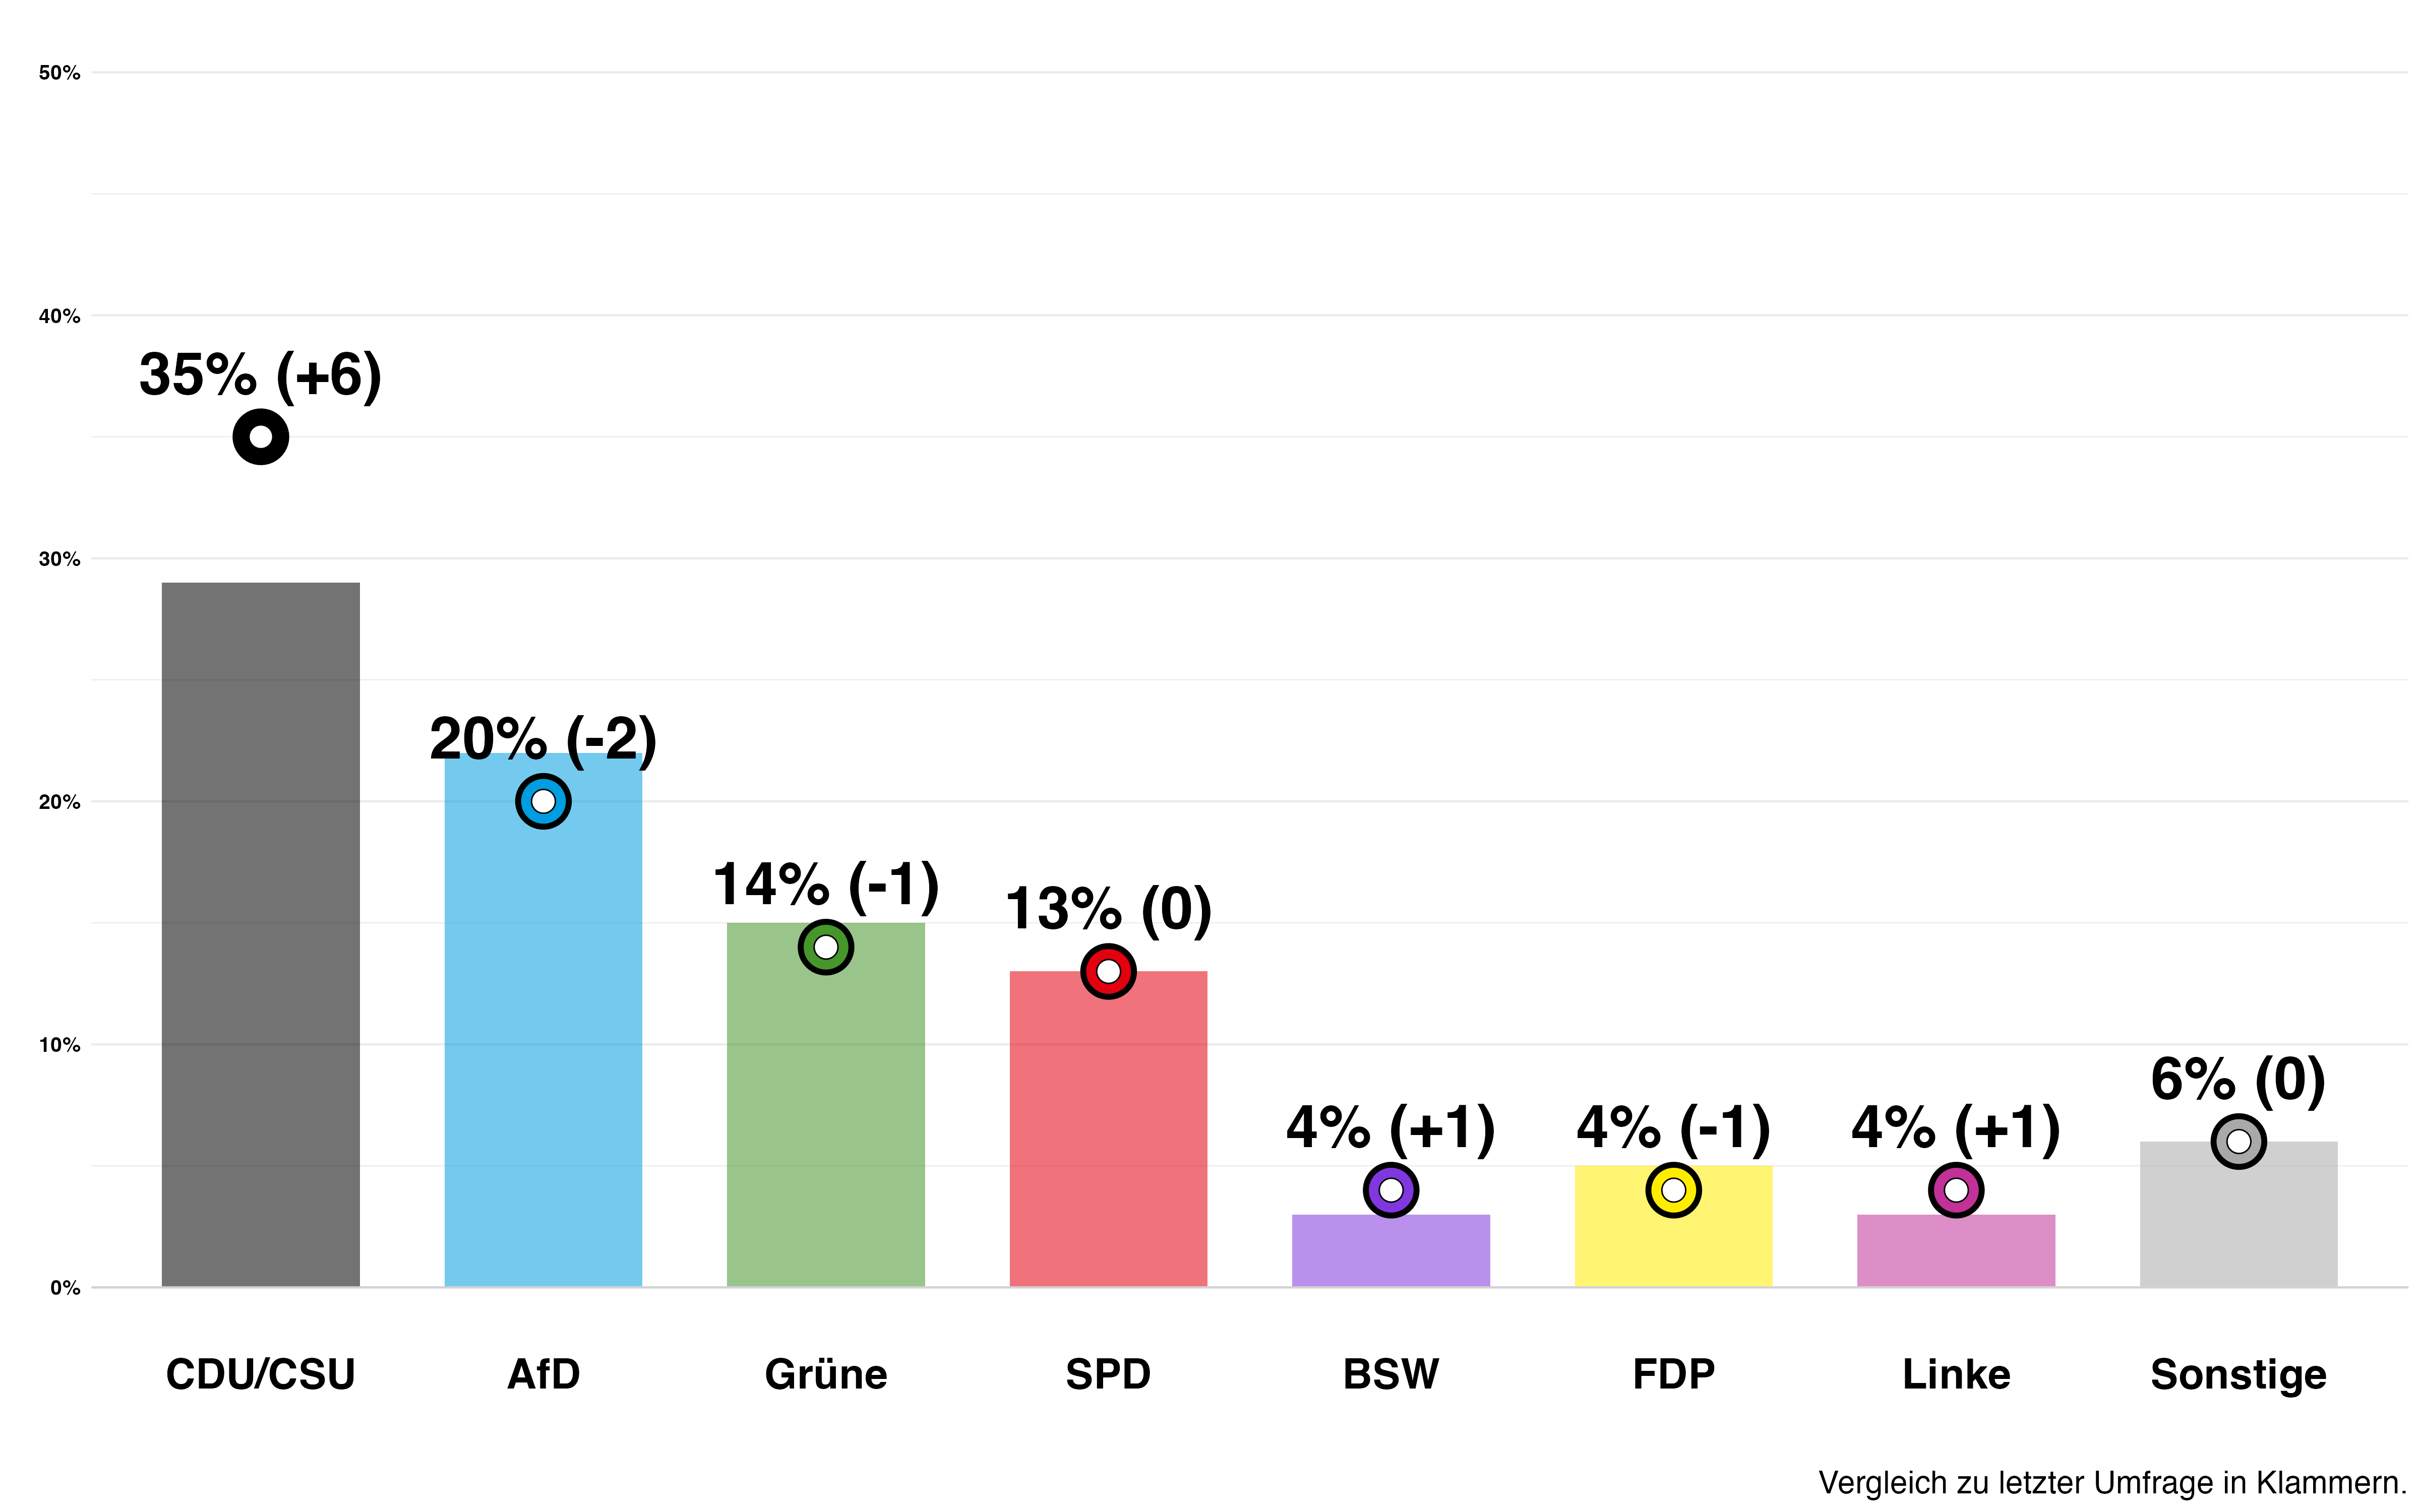 50%
40%
35% (+6)
30%
20% (-2)
20%
14% (-1)
13% (0)
10%
6% (0)
4% (+1)
4% (-1)
4% (+1)
0%
CDU/CSU
AfD
Grüne
SPD
BSW
FDP
Linke
Sonstige
Vergleich zu letzter Umfrage in Klammern.